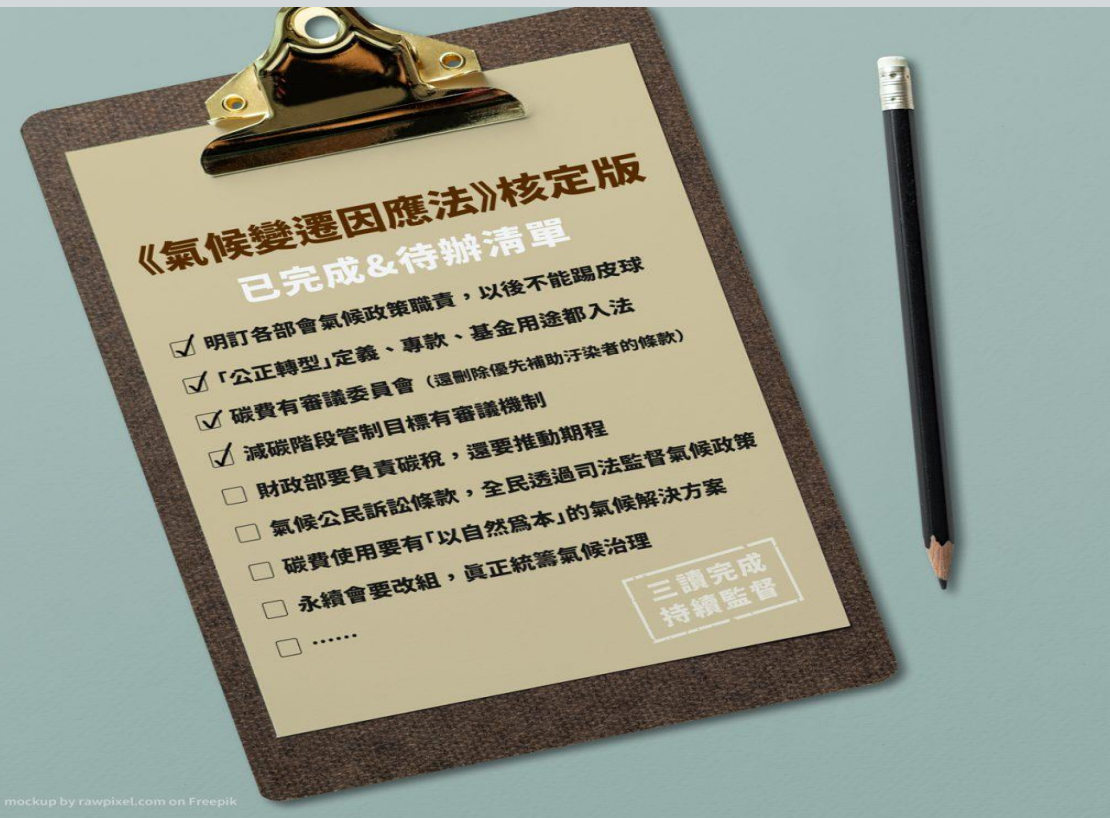 《氣候變遷因應法》核定版
已完成&待辦清單
明訂各部會氣候政策職責，以後不能踢皮球
「公正轉型」定義、專款、基金用途都入法
碳費有審議委員會（還刪除優先補助汙染者的條款）
減碳階段管制目標有審議機制
財政部要負責碳稅，還要推動期程
氣候公民訴訟條款，全民透過司法監督氣候政策
碳費使用要有「以自然為本」的氣候解決方案
永續會要改組，真正統籌氣候治理
……
三讀完成
持續監督
mockup by rawpixel.com on Freepik